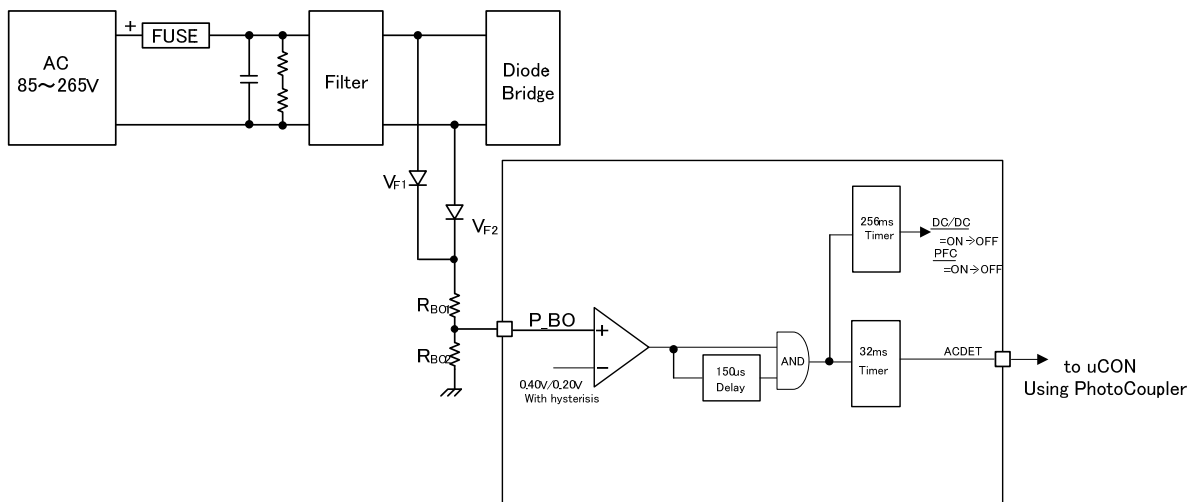 +
FUSE
AC
85～265V
Filter
Diode
Bridge
VF1
VF2
256ms
Timer
DC/DC
=ON→OFF
PFC
=ON→OFF
RBO1
P_BO
+
RBO2
−
0.40V/0.20V
With hysterisis
150us
Delay
AND
32ms
Timer
ACDET
to uCON
Using PhotoCoupler